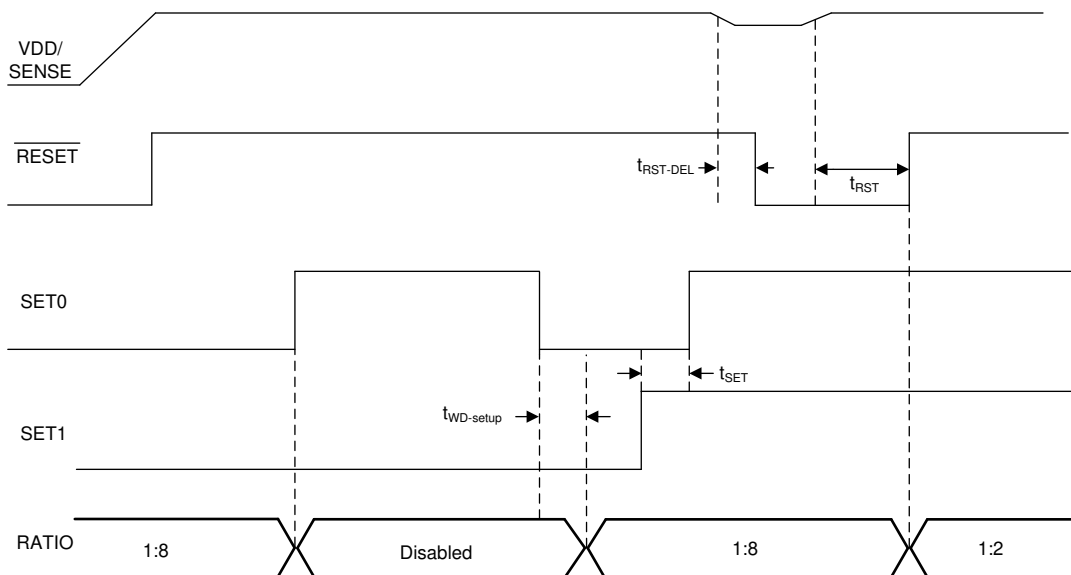 VDD/
SENSE
RESET
tRST-DEL
tRST
SET0
tSET
tWD-setup
SET1
RATIO
1:8
Disabled
1:8
1:2